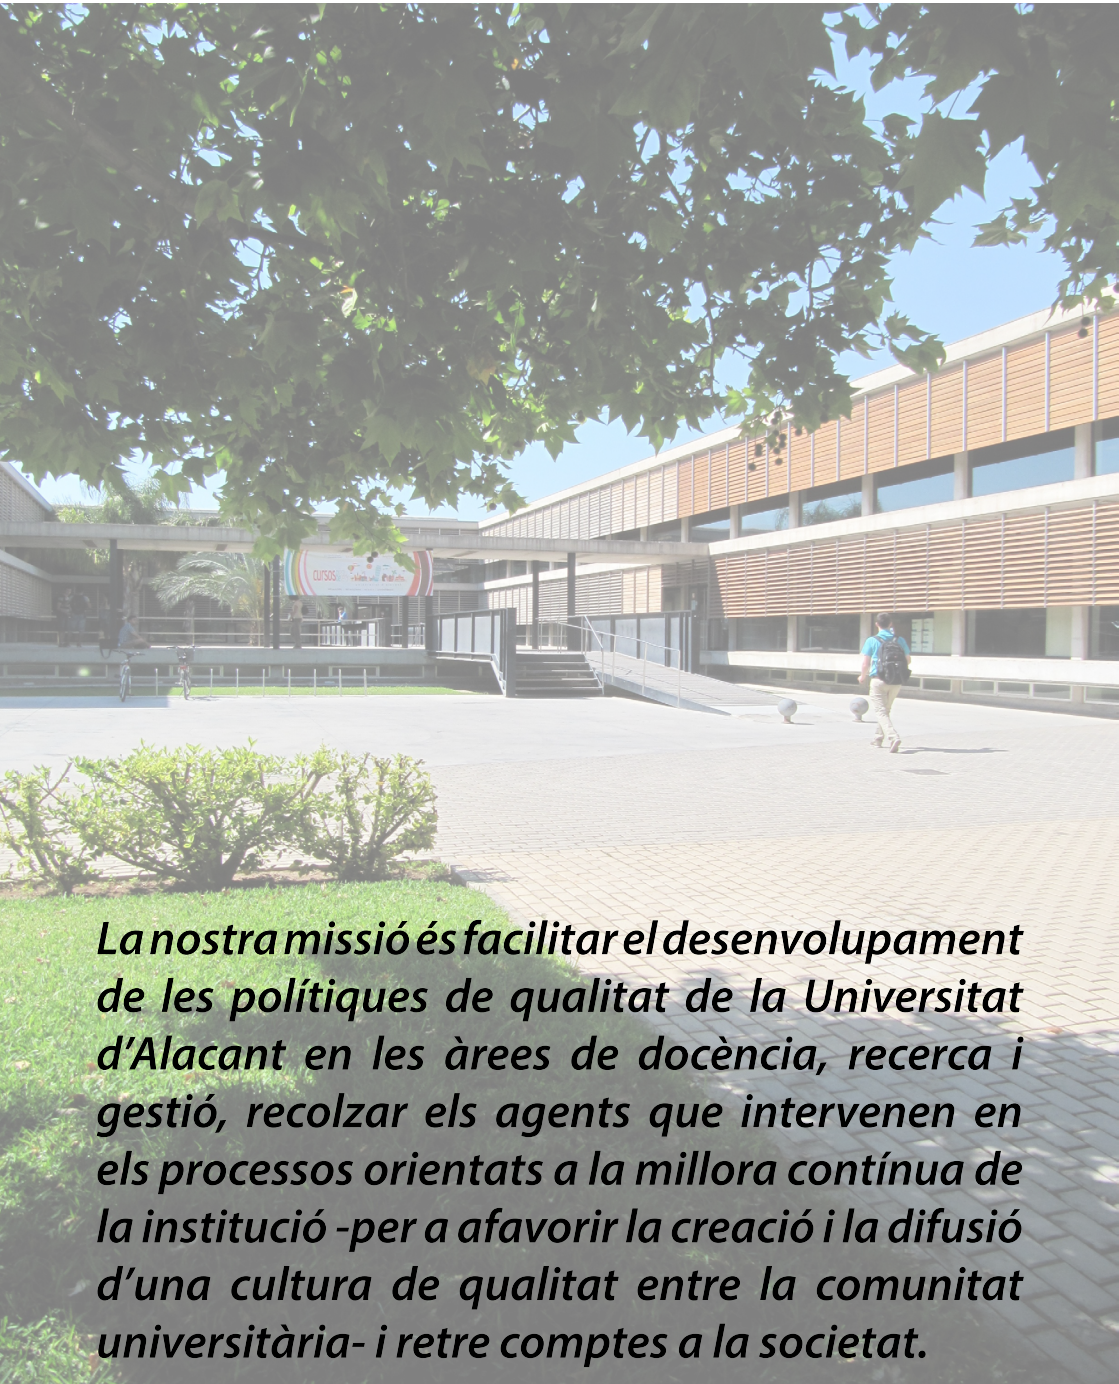 cursos
La nostra missió és facilitar el desenvolupament
de les polítiques de qualitat de la Universitat
d’Alacant en les àrees de docència, recerca i
gestió, recolzar els agents que intervenen en
els processos orientats a la millora contínua de
la institució -per a afavorir la creació i la difusió
d’una cultura de qualitat entre la comunitat
universitària- i retre comptes a la societat.